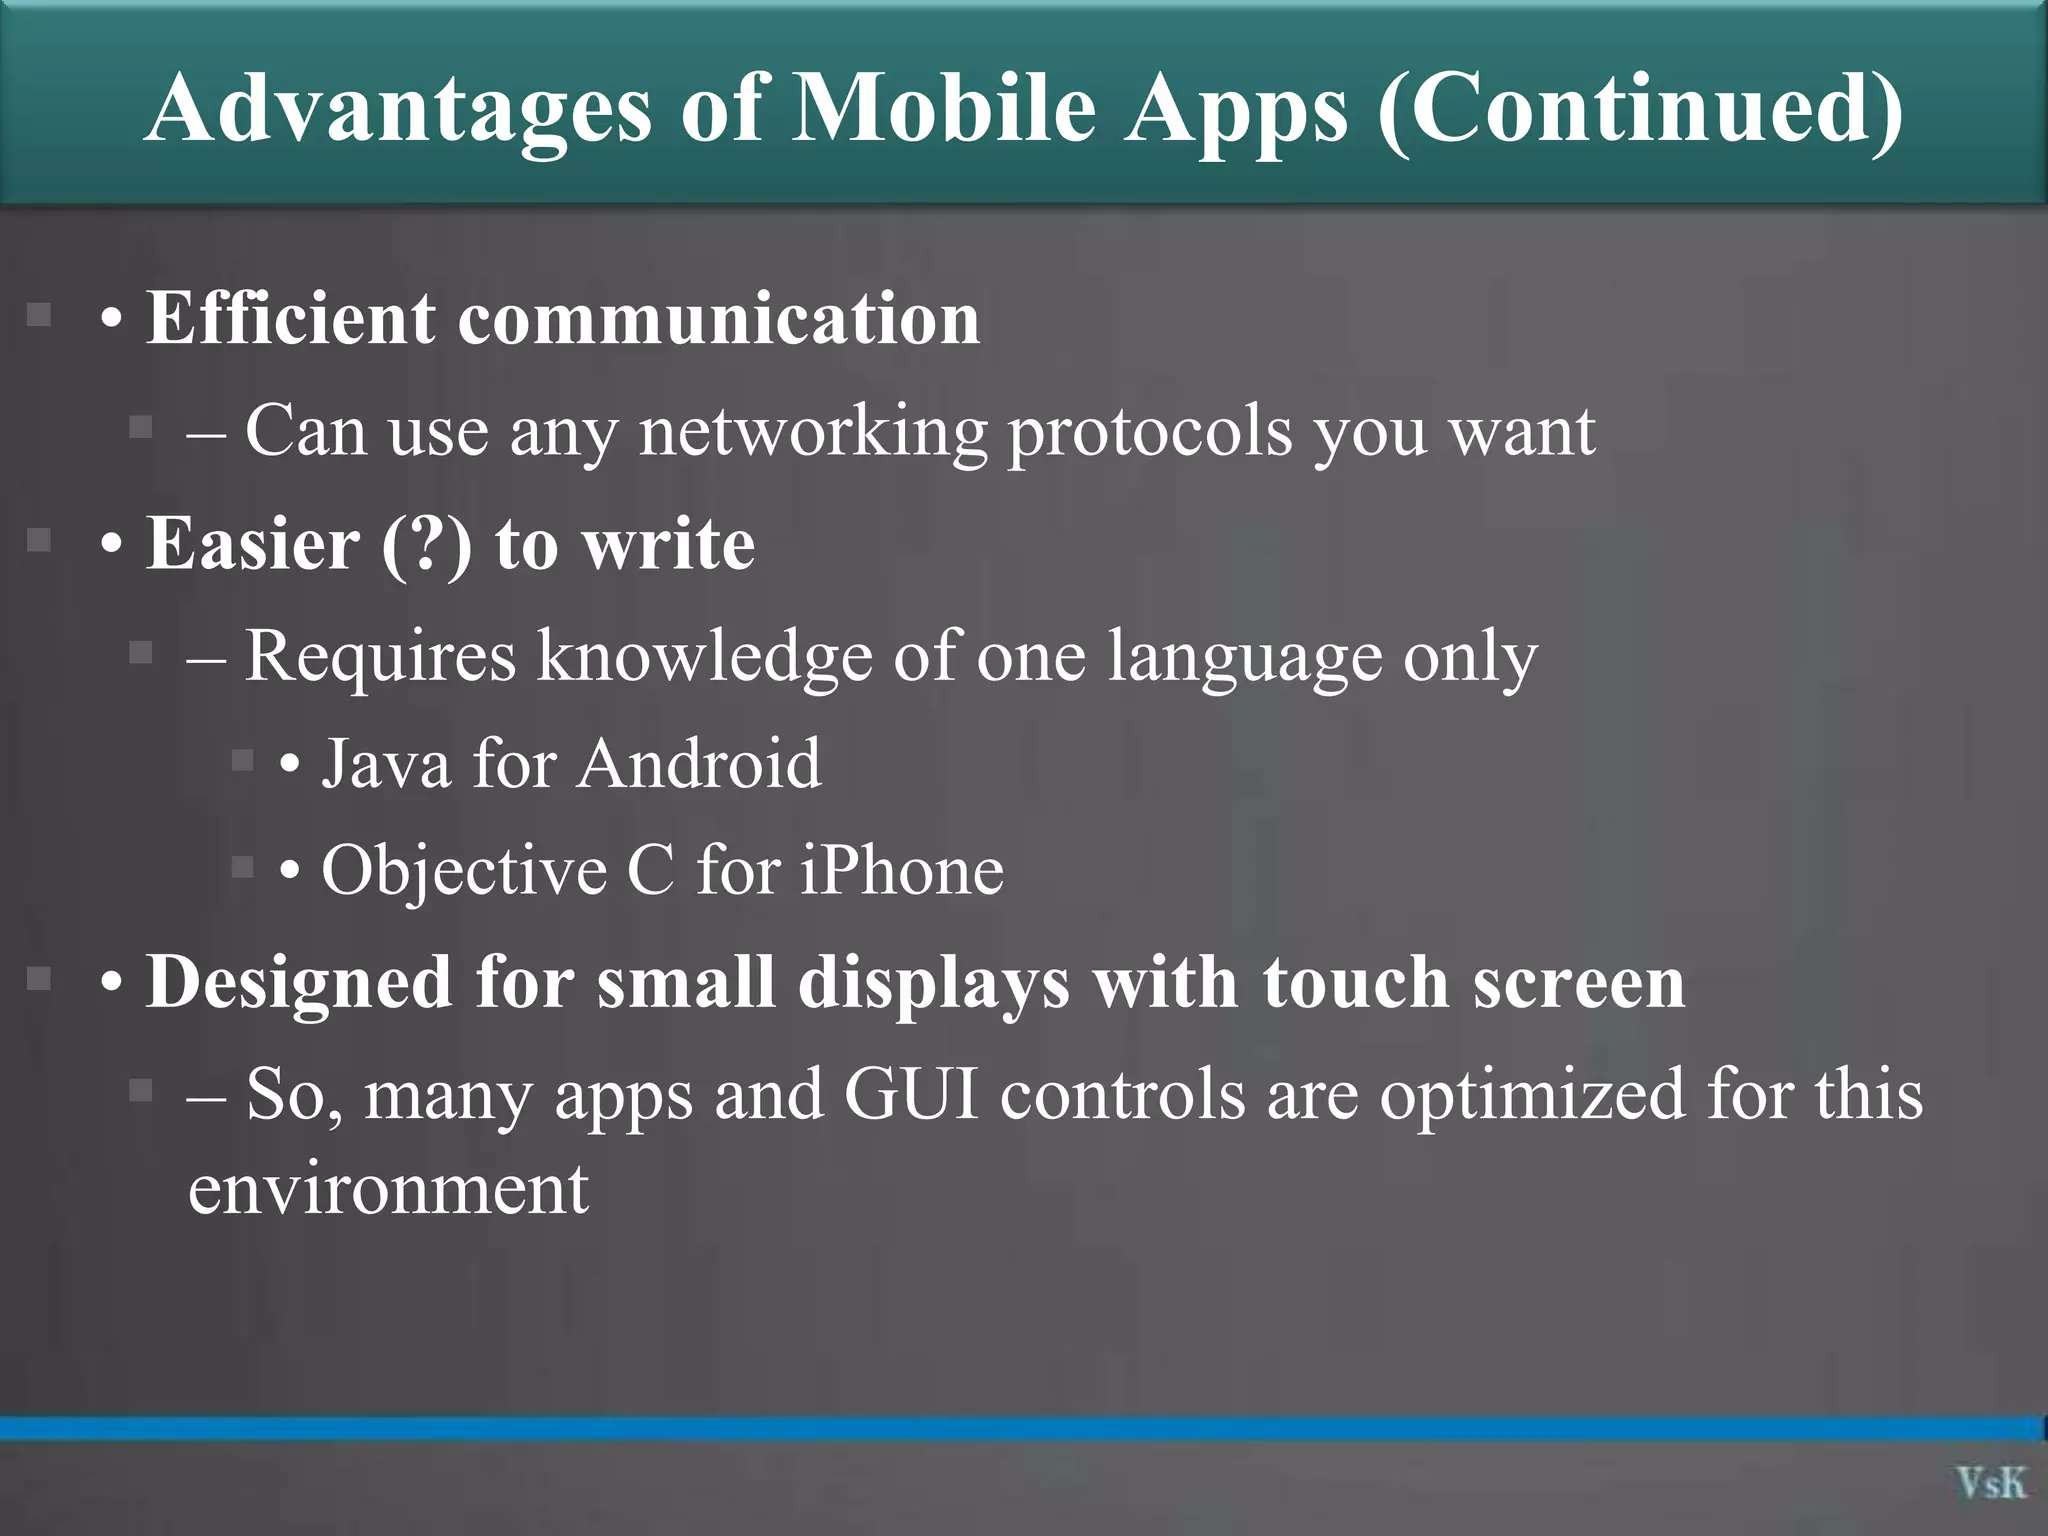 Advantages of Mobile Apps (Continued)
• Efficient communication
– Can use any networking protocols you want
• Easier (?) to write
– Requires knowledge of one language only
• Java for Android
• Objective C for iPhone
• Designed for small displays with touch screen
– So, many apps and GUI controls are optimized for this
environment
VsK